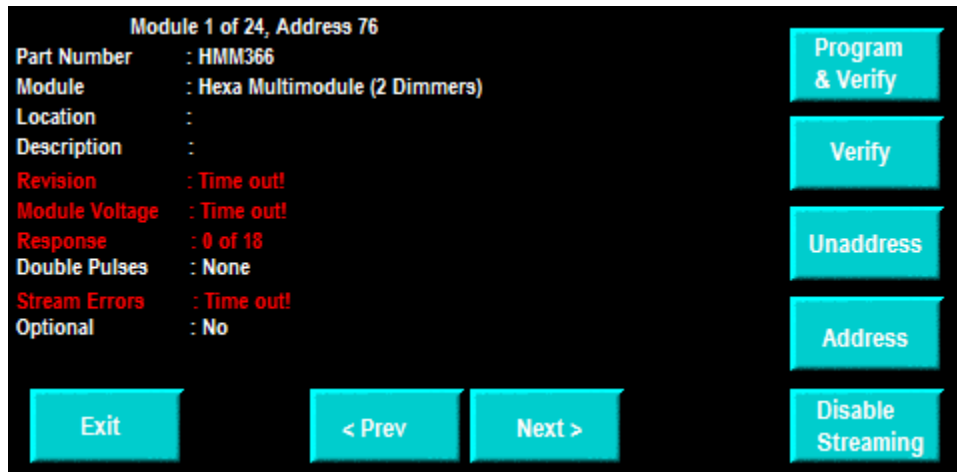 Module 1 of 24, Address 76
Part Number : HMM366
Module : Hexa Multimodule (2 Dimmers)
Location :
Description :
Revision : Time out!
Module Voltage : Time out!
Response : 0 of 18
Double Pulses : None
Stream Errors : Time out!
Optional : No
Program
& Verify
Verify
Unaddress
Address
Disable
Streaming
Exit
< Prev
Next >